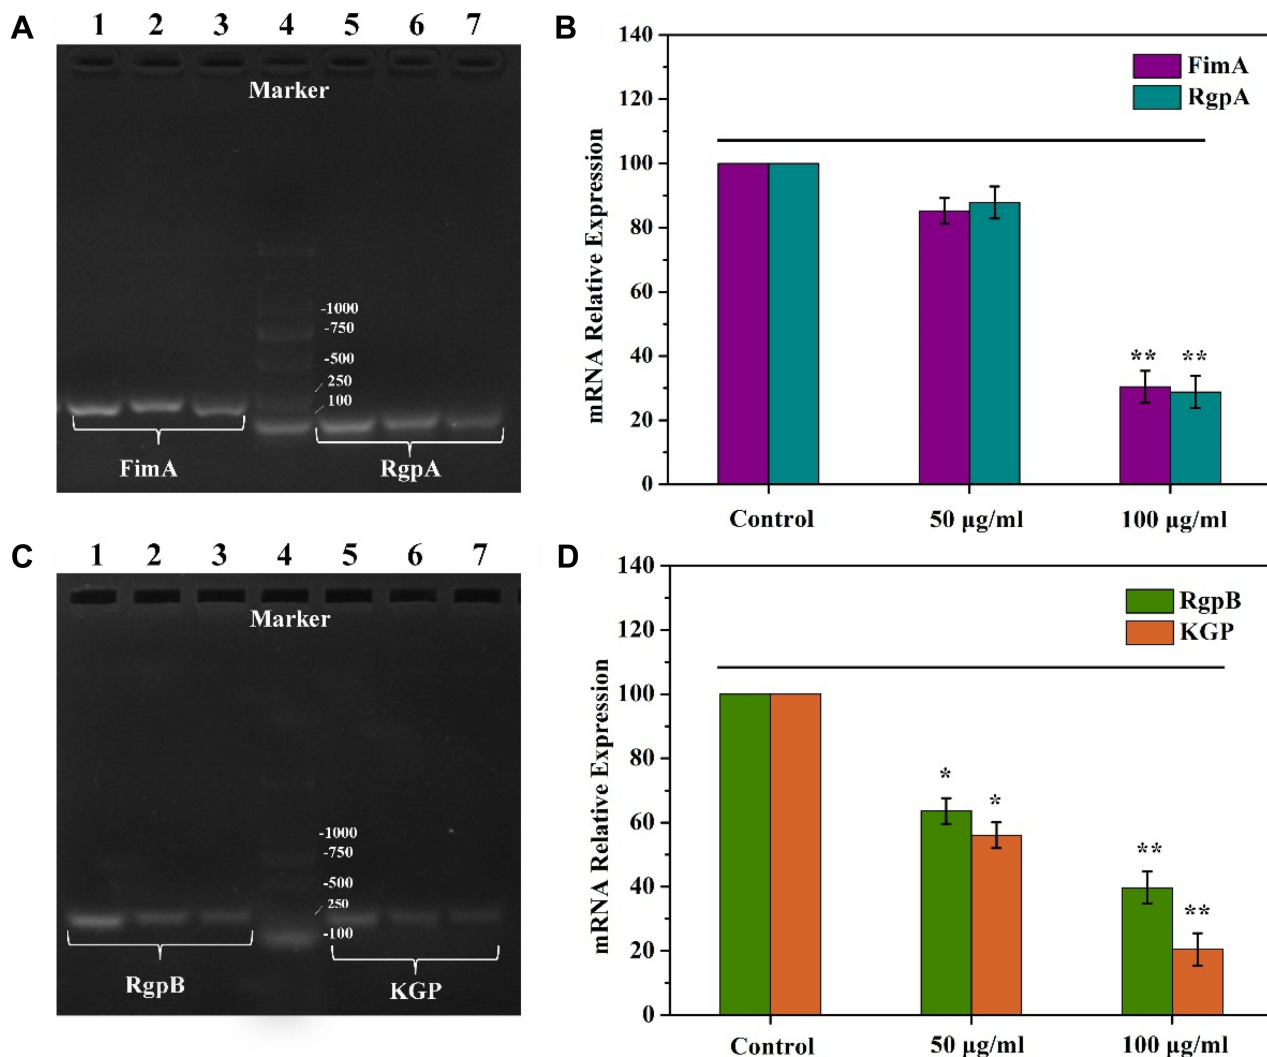 A
1 2 3 4 5 6 7
Marker
-1000
-750
-500
250
100
FimA
RgpA
B
140
120
100
80
60
40
20
0
mRNA Relative Expression
FimA
RgpA
** **
Control 50 μg/ml 100 μg/ml
C
1 2 3 4 5 6 7
Marker
-1000
-750
-500
250
-100
RgpB
KGP
D
140
120
100
80
60
40
20
0
mRNA Relative Expression
RgpB
KGP
*
*
**
**
Control 50 μg/ml 100 μg/ml